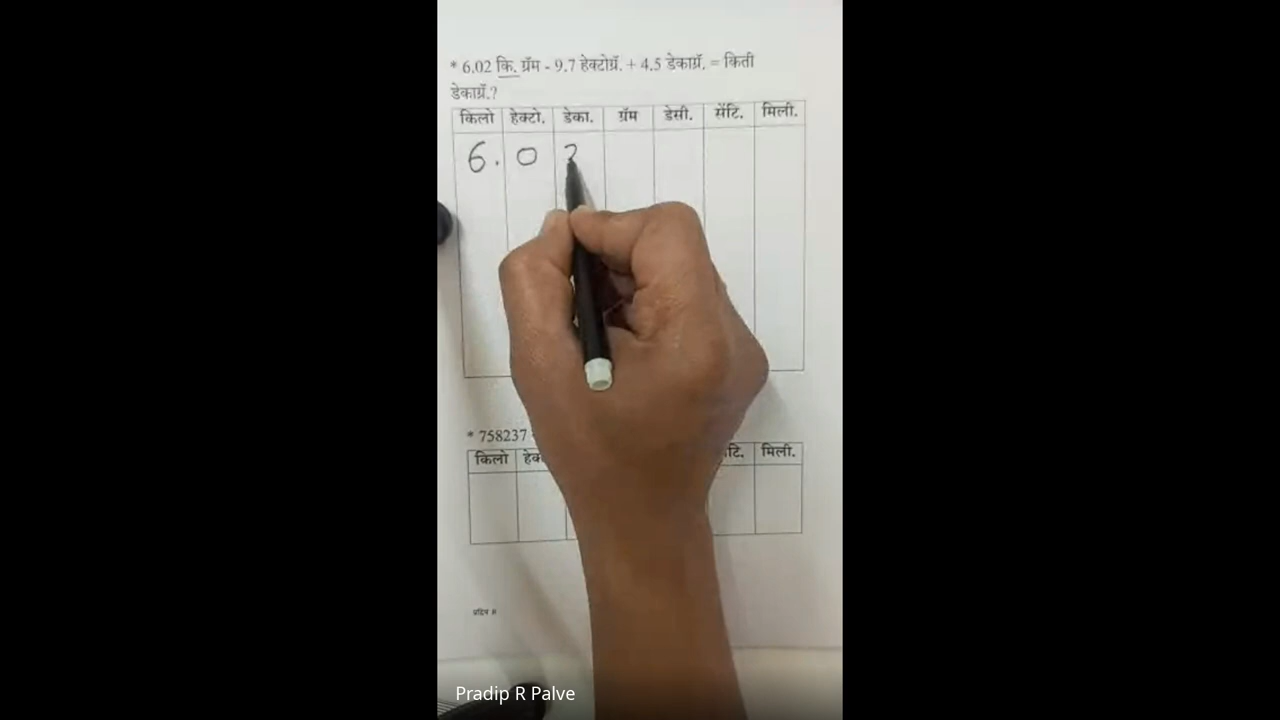 * 6.02 कि. ग्रॅम - 9.7 हेक्टोग्रॅ. + 4.5 डेकाग्रॅ. = किती
डेकाग्रॅ.?
किलो हेक्टो. डेका. ग्रॅम डेसी. सेंटि. मिली.
6. 0 2
* 758237
किलो मिली.
Pradip R Palve